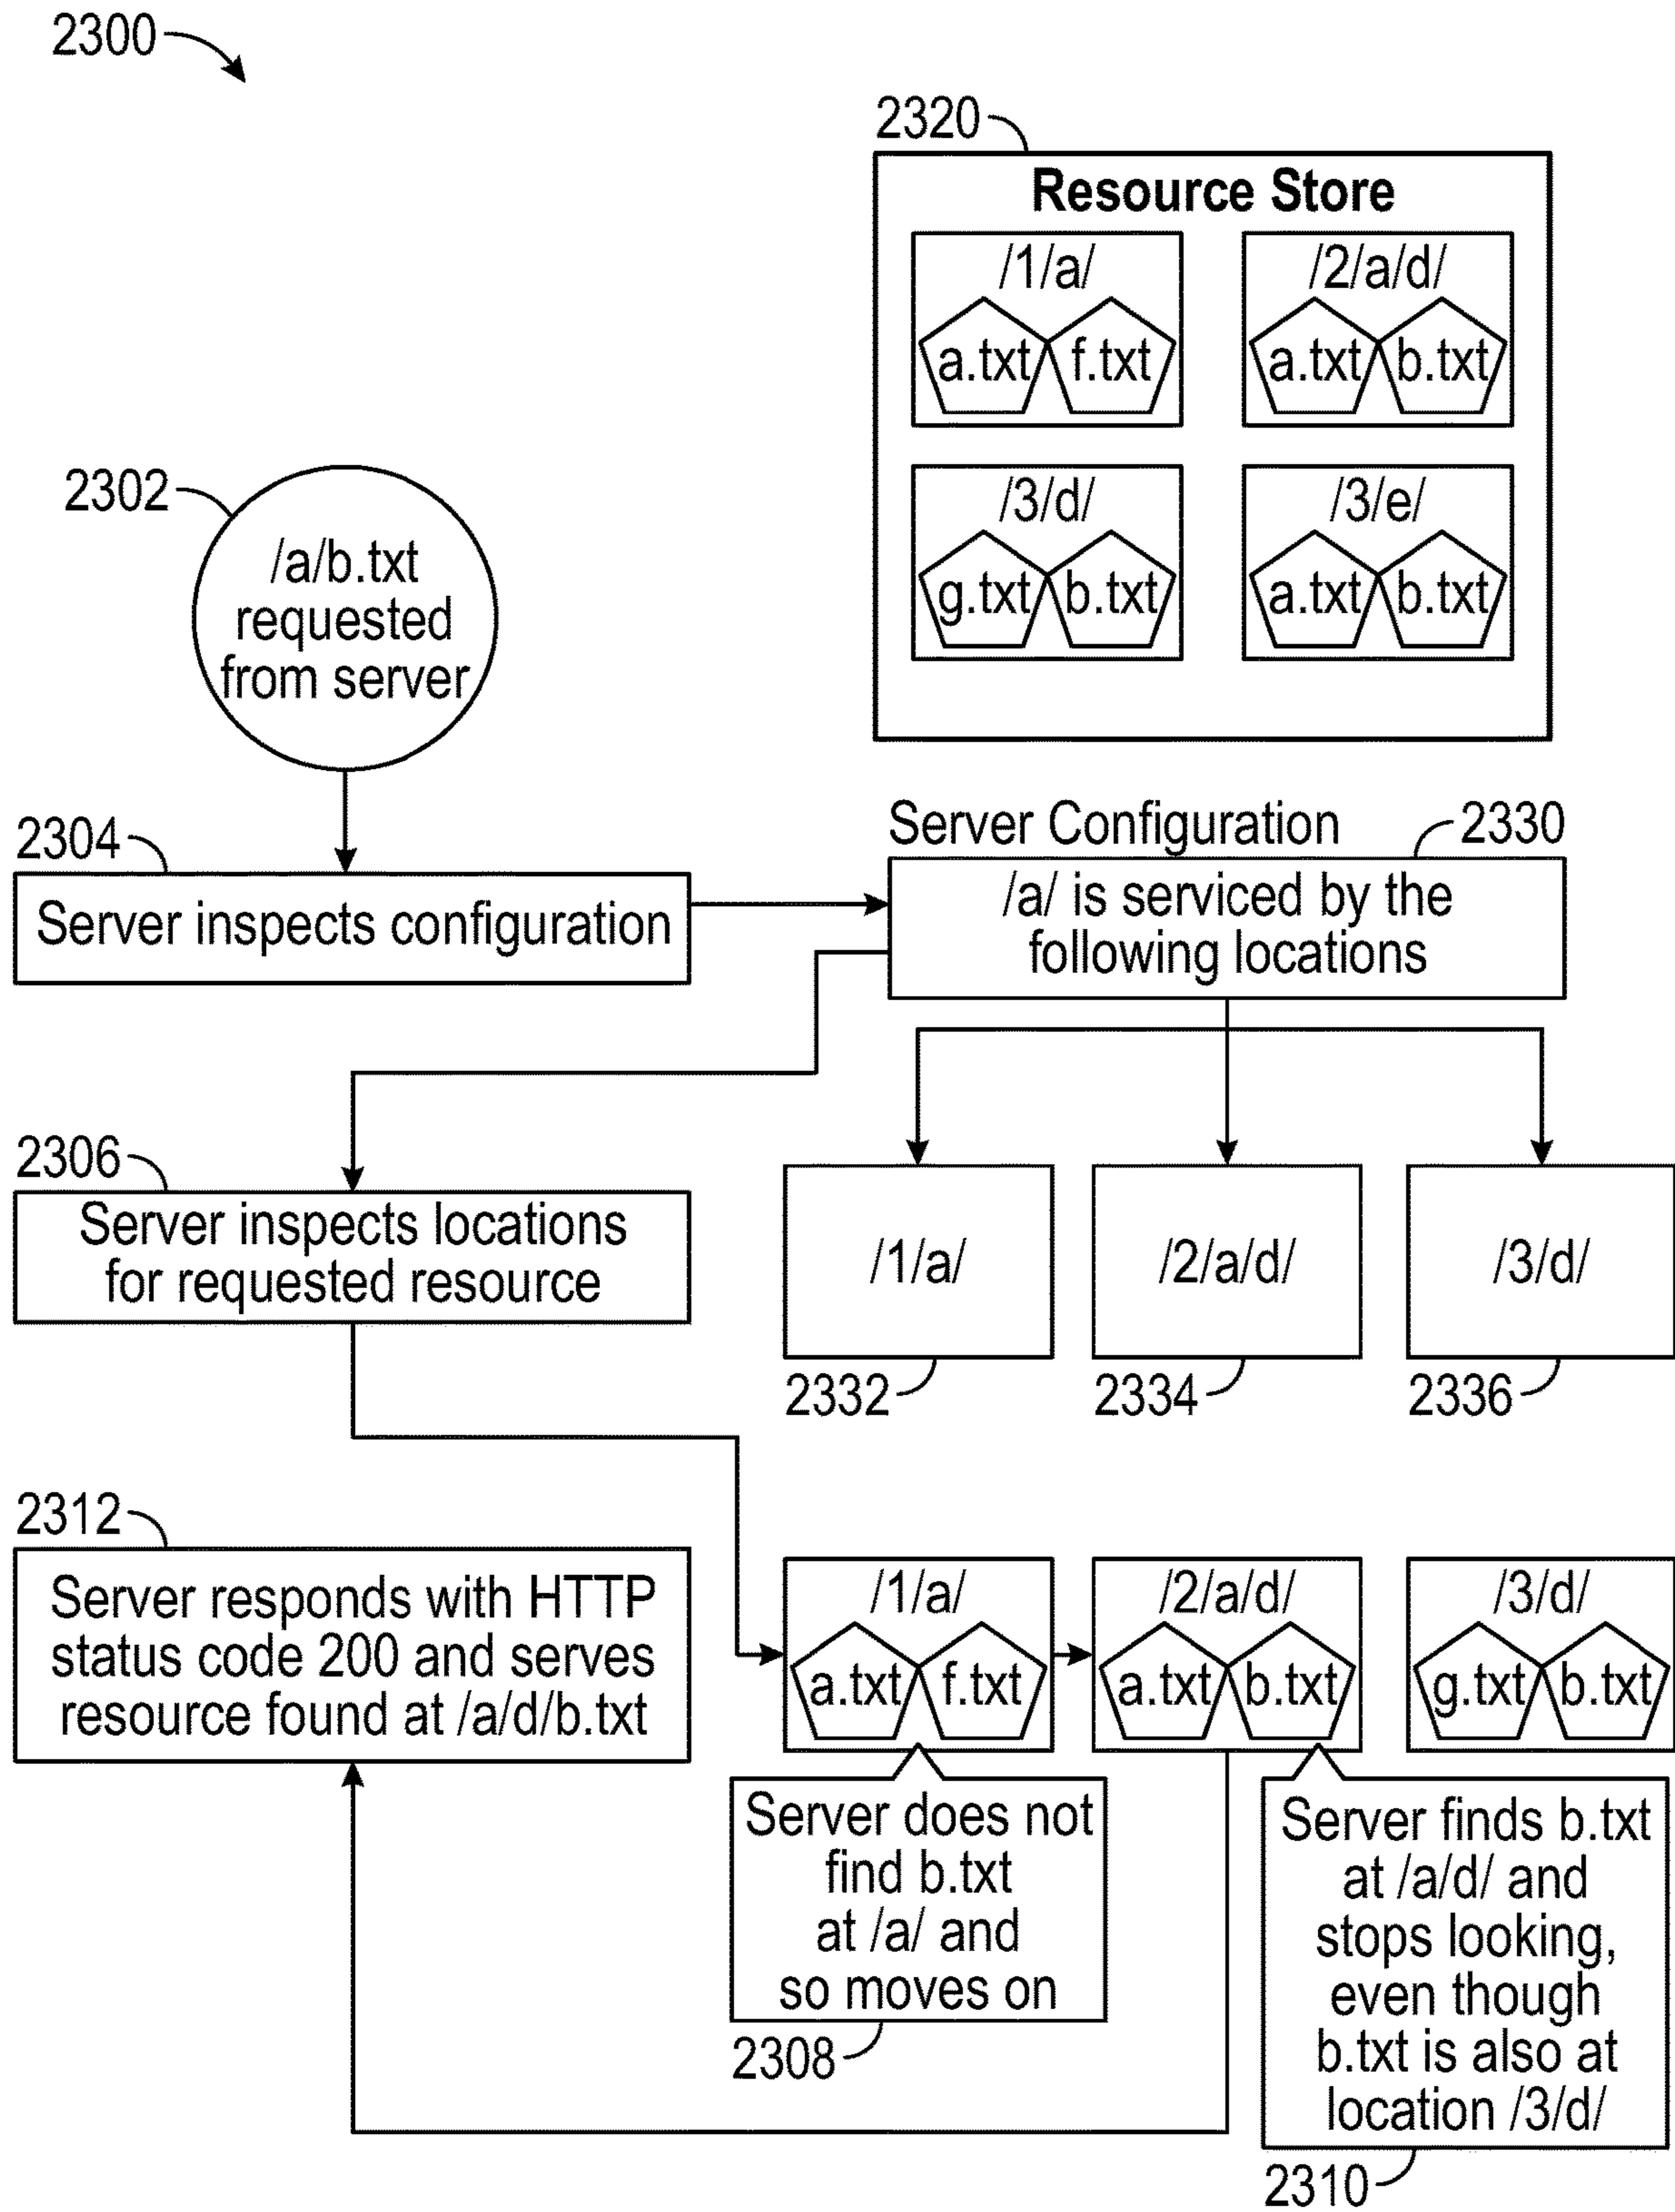 2300
2320
Resource Store
/1/a/
a.txt f.txt
/2/a/d/
a.txt b.txt
/3/d/
g.txt b.txt
/3/e/
a.txt b.txt
2302
/a/b.txt
requested
from server
2304
Server inspects configuration
Server Configuration
2330
/a/ is serviced by the
following locations
2306
Server inspects locations
for requested resource
/1/a/
2332
/2/a/d/
2334
/3/d/
2336
2312
Server responds with HTTP
status code 200 and serves
resource found at /a/d/b.txt
/1/a/
a.txt f.txt
/2/a/d/
a.txt b.txt
/3/d/
g.txt b.txt
Server does not
find b.txt
at /a/ and
so moves on
2308
Server finds b.txt
at /a/d/ and
stops looking,
even though
b.txt is also at
location /3/d/
2310